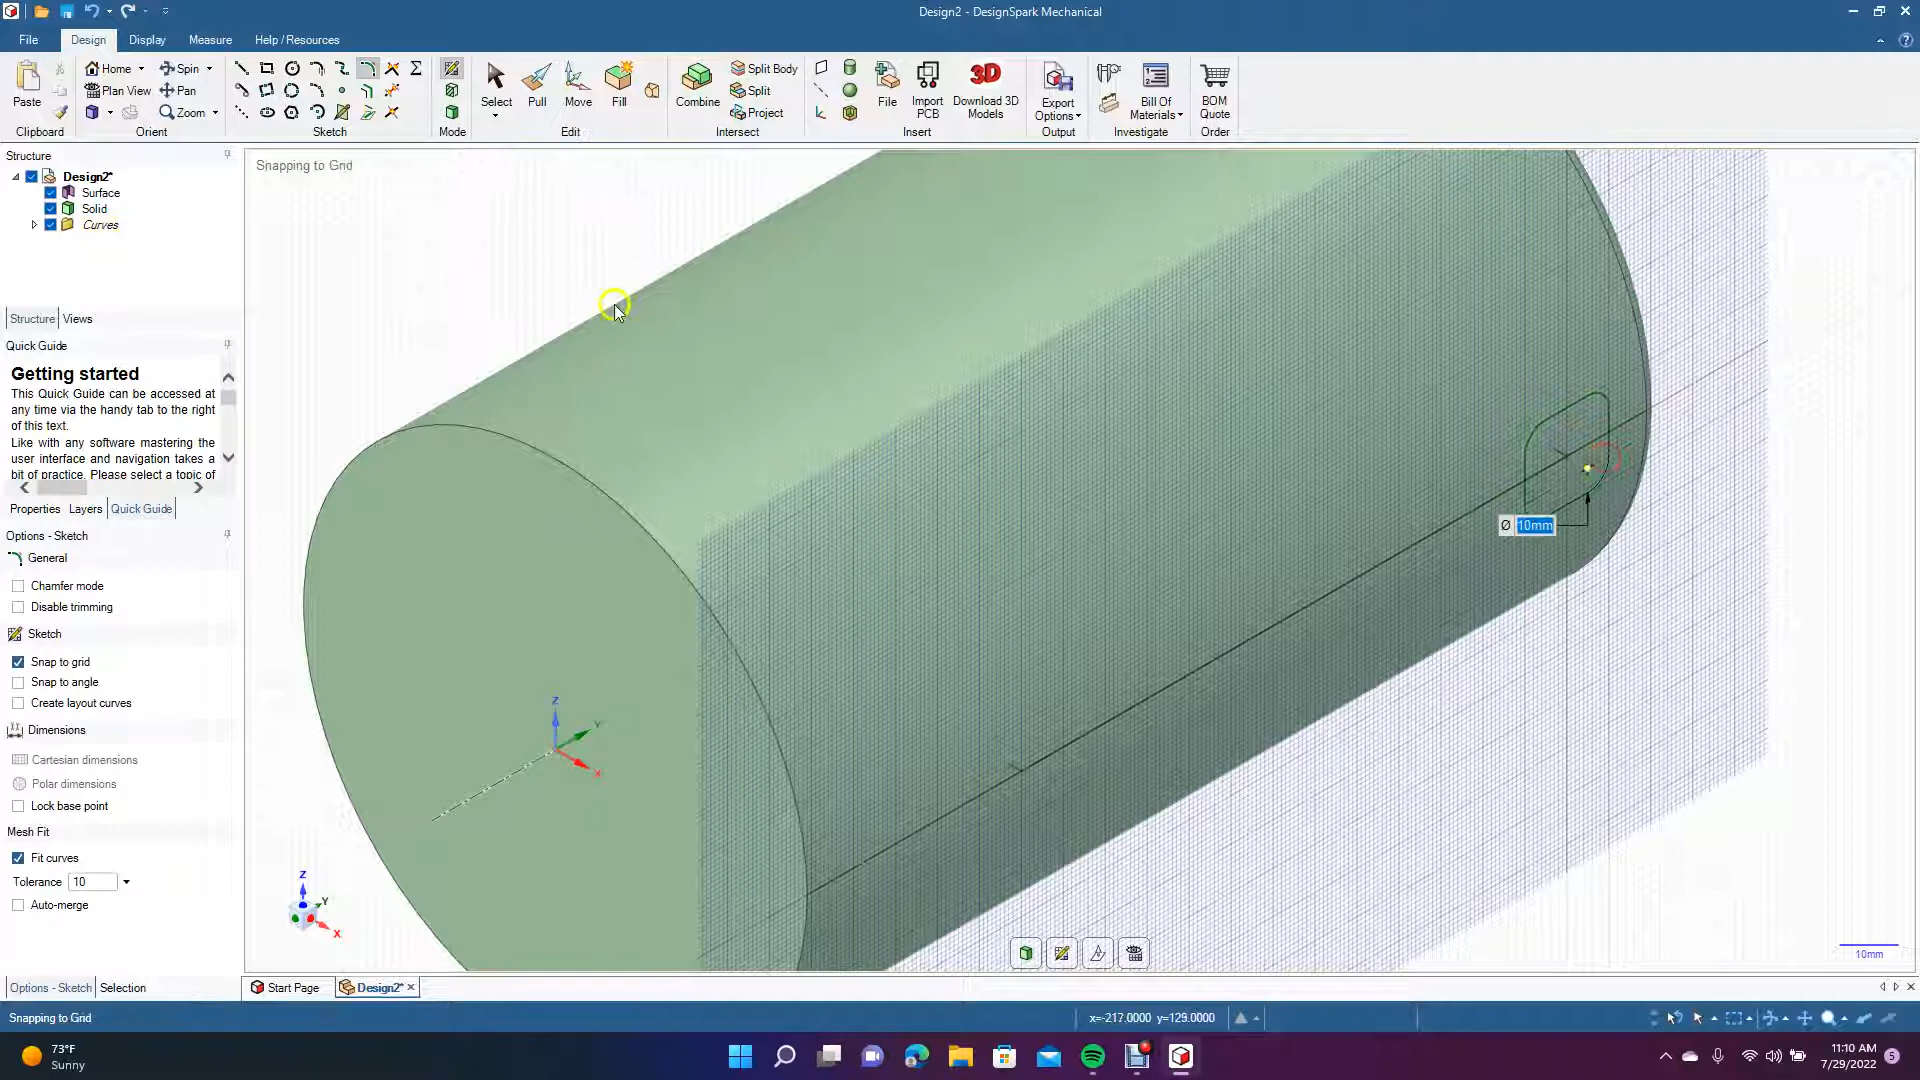 Design2 - DesignSpark Mechanical
File Design Display Measure Help / Resources
Paste
Clipboard
Home Spin
Plan View Pan
Zoom
Orient
Sketch
Mode
Select Pull Move Fill
Edit
Combine
Split Body
Split
Project
Intersect
File
Import
PCB
Download 3D
Models
3D
Insert
Export
Options
Output
Bill Of
Materials
Investigate
BOM
Quote
Order
Structure
Design2*
Surface
Solid
Curves
Structure Views
Quick Guide
Getting started
This Quick Guide can be accessed at
any time via the handy tab to the right
of this text.
Like with any software mastering the
user interface and navigation takes a
bit of practice. Please select a topic of
Properties Layers Quick Guide
Options - Sketch
General
Chamfer mode
Disable trimming
Sketch
Snap to grid
Snap to angle
Create layout curves
Dimensions
Cartesian dimensions
Polar dimensions
Lock base point
Mesh Fit
Fit curves
Tolerance 10
Auto-merge
Options - Sketch Selection
Snapping to Grid
Ø 10mm
Z
Y
X
Z
Y
X
10mm
Start Page Design2*
Snapping to Grid
x=-217.0000 y=129.0000
73°F
Sunny
11:10 AM
7/29/2022
5